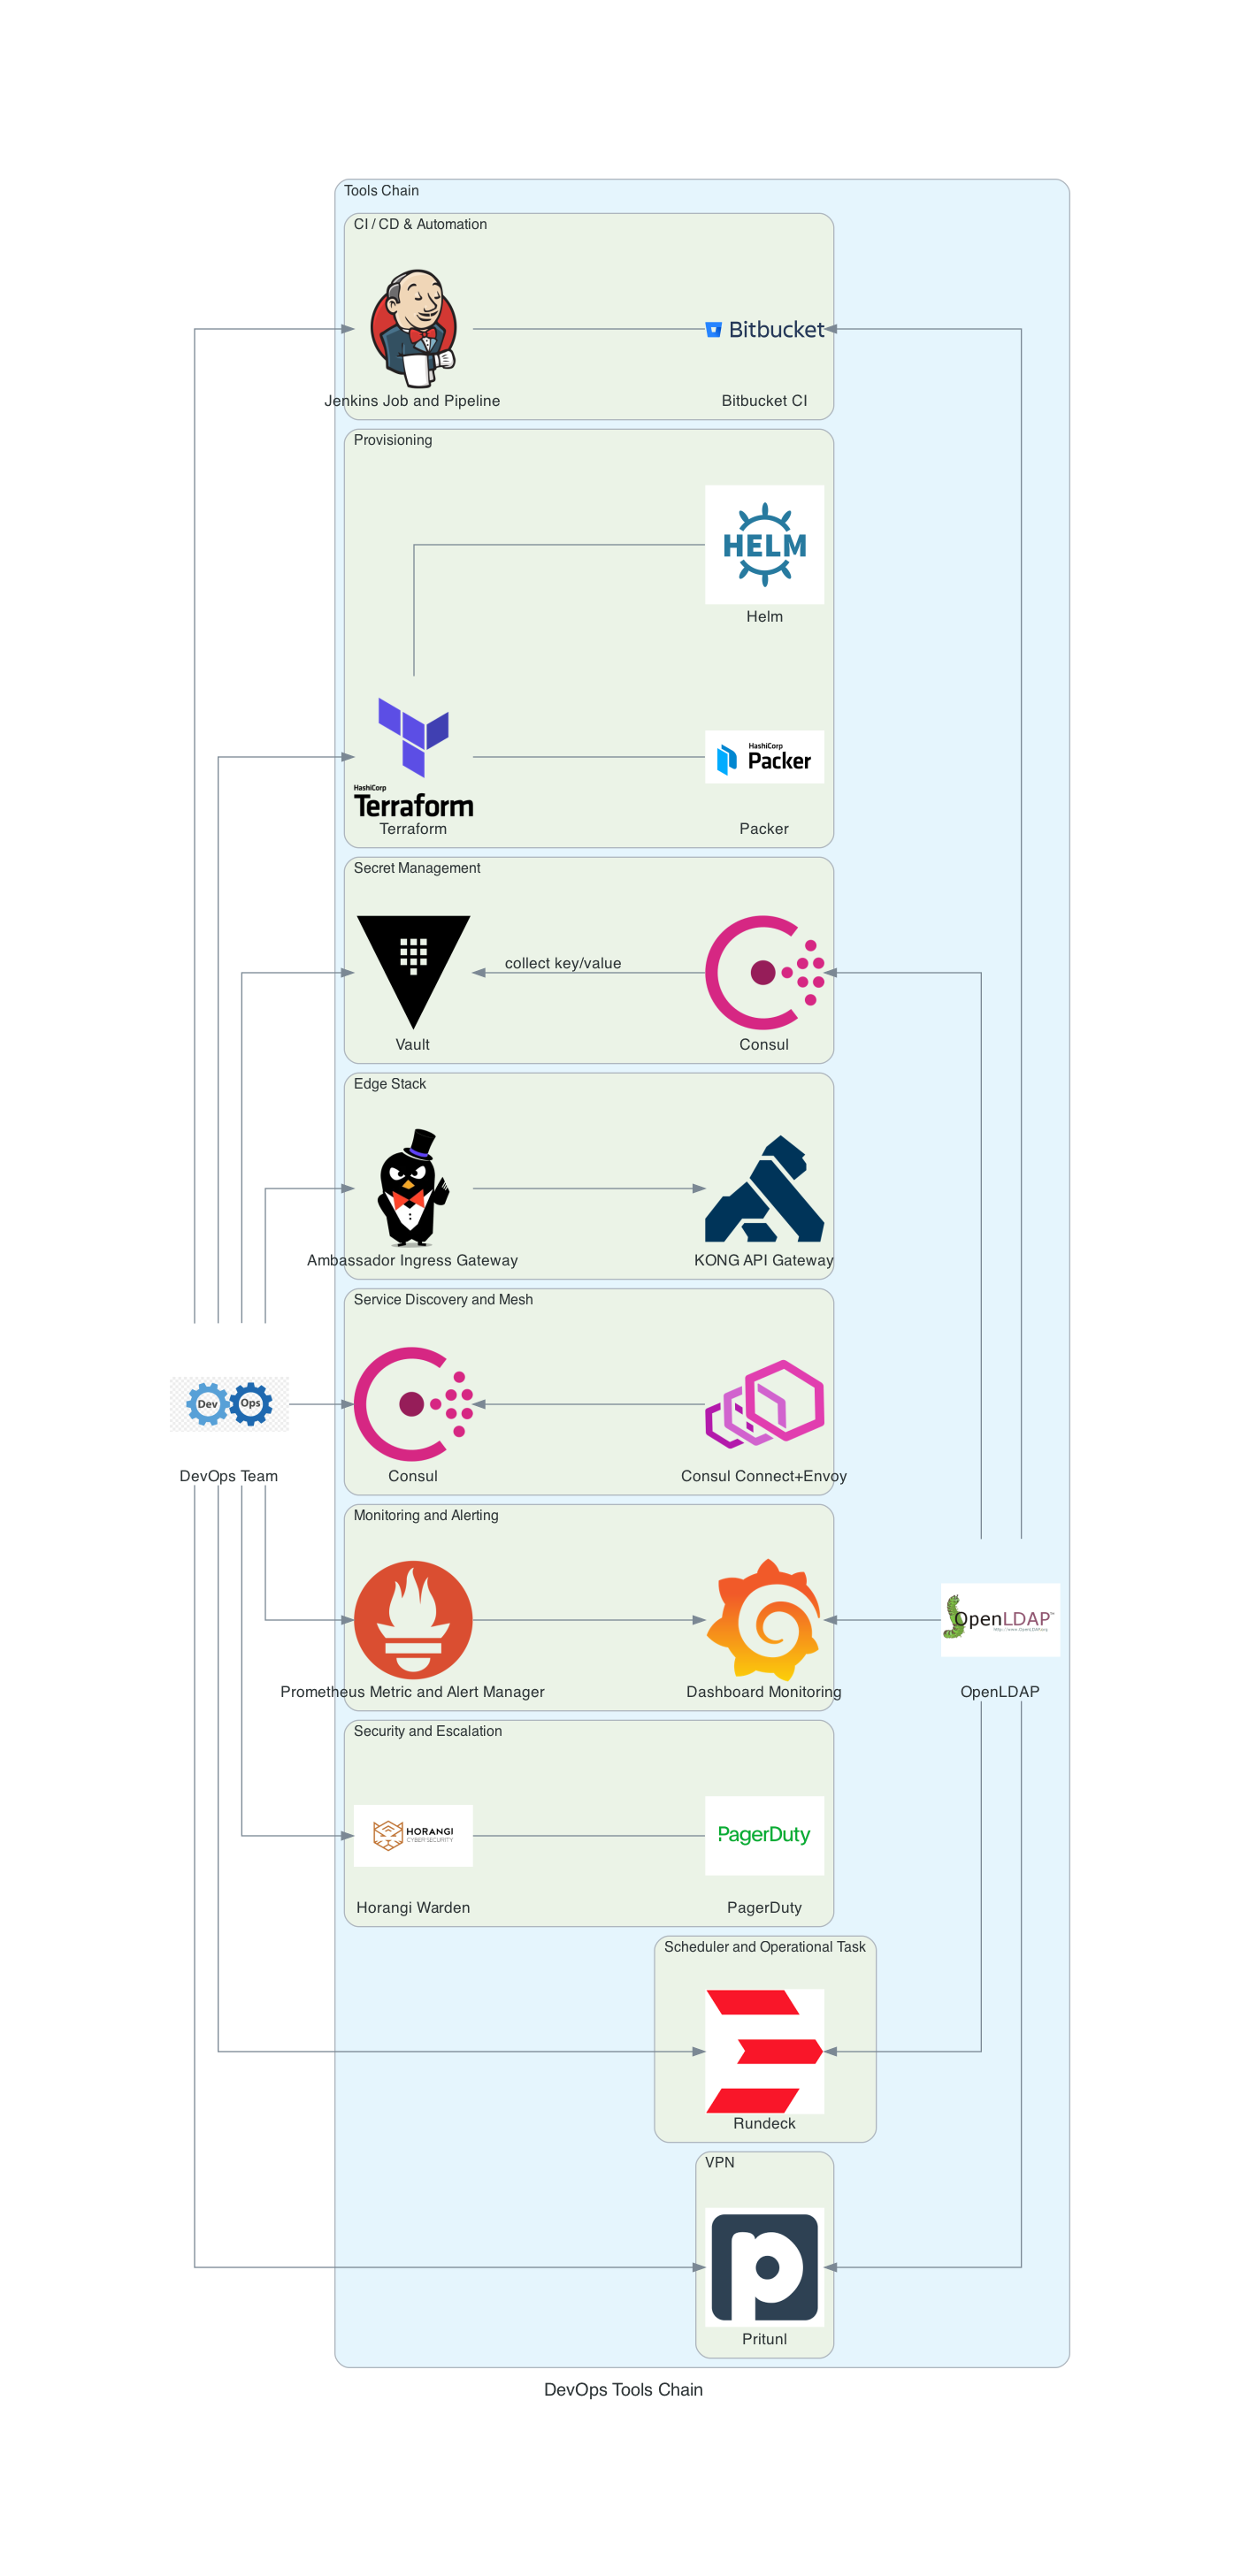 Tools Chain
CI / CD & Automation
Bitbucket
Jenkins Job and Pipeline
Bitbucket CI
Provisioning
HELM
Helm
HashiCorp
Terraform
Terraform
HashiCorp
Packer
Packer
Secret Management
collect key/value
Vault
Consul
Edge Stack
Ambassador Ingress Gateway
KONG API Gateway
Service Discovery and Mesh
Dev
Ops
DevOps Team
Consul
Consul Connect+Envoy
Monitoring and Alerting
OpenLDAP™
http://www.OpenLDAP.org
Prometheus Metric and Alert Manager
Dashboard Monitoring
OpenLDAP
Security and Escalation
HORANGI
CYBER SECURITY
PagerDuty
Horangi Warden
PagerDuty
Scheduler and Operational Task
Rundeck
VPN
Pritunl
DevOps Tools Chain